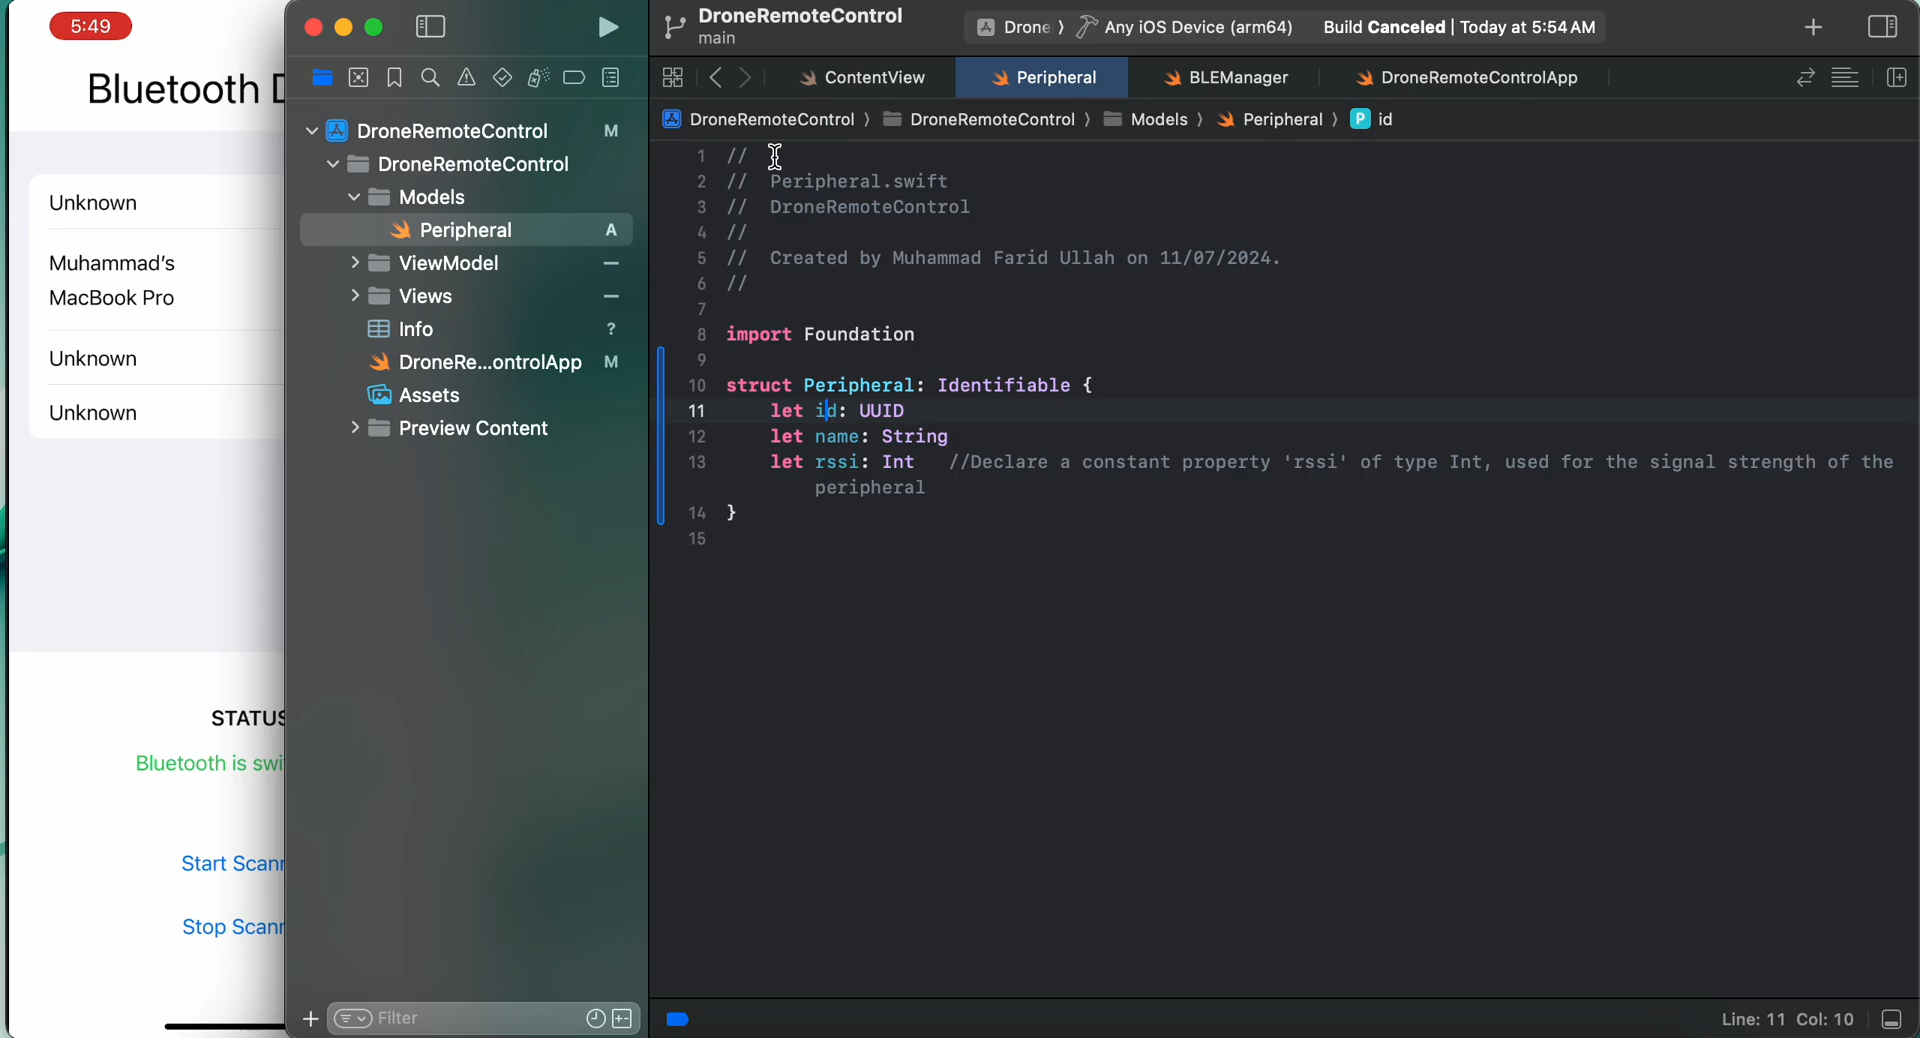 5:49
Bluetooth D
Unknown
Muhammad's
MacBook Pro
Unknown
Unknown
STATUS
Bluetooth is swi
Start Scann
Stop Scann
DroneRemoteControl M
DroneRemoteControl
Models
Peripheral A
ViewModel
Views
Info ?
DroneRe...ontrolApp M
Assets
Preview Content
Filter
DroneRemoteControl
main
Drone Any iOS Device (arm64) Build Canceled | Today at 5:54 AM
ContentView Peripheral BLEManager DroneRemoteControlApp
DroneRemoteControl DroneRemoteControl Models Peripheral P id
1 //
2 // Peripheral.swift
3 // DroneRemoteControl
4 //
5 // Created by Muhammad Farid Ullah on 11/07/2024.
6 //
7
8 import Foundation
9
10 struct Peripheral: Identifiable {
11 let id: UUID
12 let name: String
13 let rssi: Int //Declare a constant property 'rssi' of type Int, used for the signal strength of the
peripheral
14 }
15
Line: 11 Col: 10